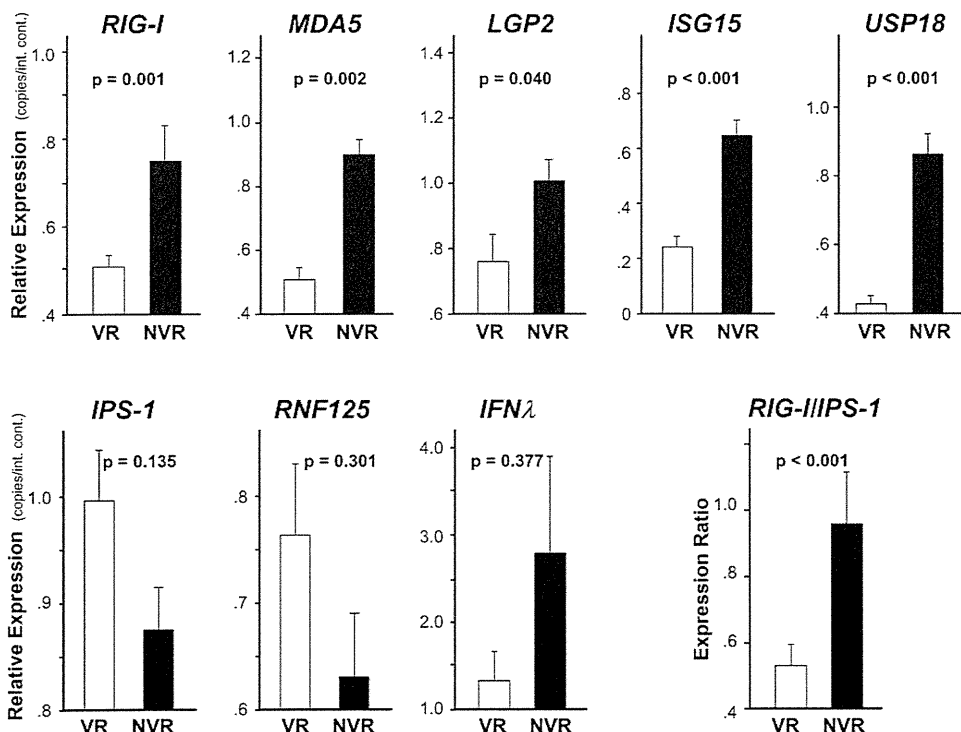 RIG-I MDA5 LGP2 ISG15 USP18
Relative Expression (copies/int. cont.)
p = 0.001
1.0
.8
.6
.4
VR NVR
p = 0.002
1.2
1.0
0.8
0.6
0.4
VR NVR
p = 0.040
1.4
1.2
1.0
.8
.6
VR NVR
p < 0.001
.8
.6
.4
.2
0
VR NVR
p < 0.001
1.0
.8
.6
.4
VR NVR
IPS-1 RNF125 IFNλ RIG-I/IPS-1
Relative Expression (copies/int. cont.)
p = 0.135
1.0
.9
.8
VR NVR
p = 0.301
.8
.7
.6
VR NVR
p = 0.377
4.0
3.0
2.0
1.0
VR NVR
Expression Ratio
p < 0.001
1.2
1.0
.8
.6
.4
VR NVR